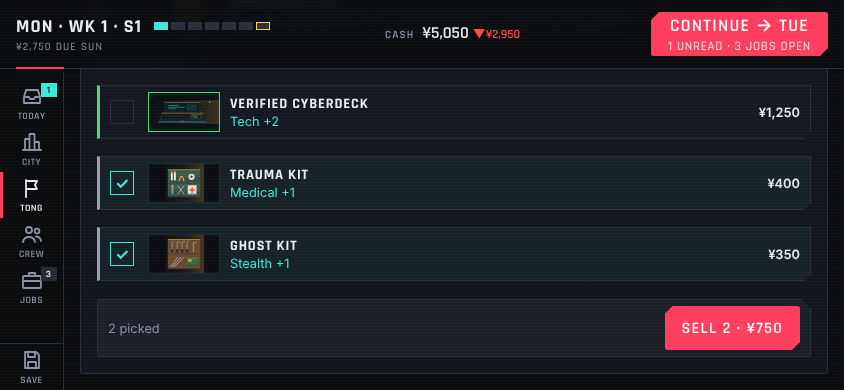 MON · WK 1 · S1
¥2,750 DUE SUN
CASH ¥5,050 ▼¥2,950
CONTINUE → TUE
1 UNREAD · 3 JOBS OPEN
1
TODAY
CITY
TONG
CREW
3
JOBS
SAVE
VERIFIED CYBERDECK
Tech +2
¥1,250
TRAUMA KIT
Medical +1
¥400
GHOST KIT
Stealth +1
¥350
2 picked
SELL 2 · ¥750